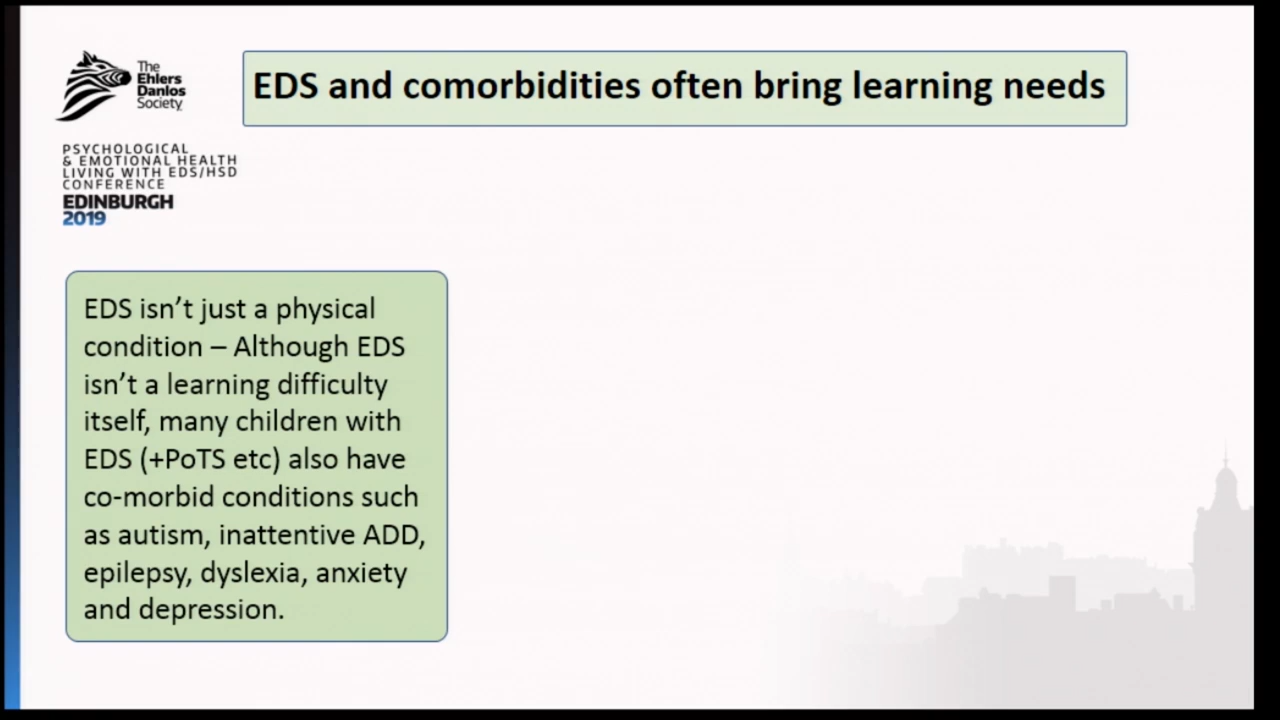 The
Ehlers
Danlos
Society
EDS and comorbidities often bring learning needs
PSYCHOLOGICAL
& EMOTIONAL HEALTH
LIVING WITH EDS/HSD
CONFERENCE
EDINBURGH
2019
EDS isn’t just a physical
condition – Although EDS
isn’t a learning difficulty
itself, many children with
EDS (+PoTS etc) also have
co-morbid conditions such
as autism, inattentive ADD,
epilepsy, dyslexia, anxiety
and depression.